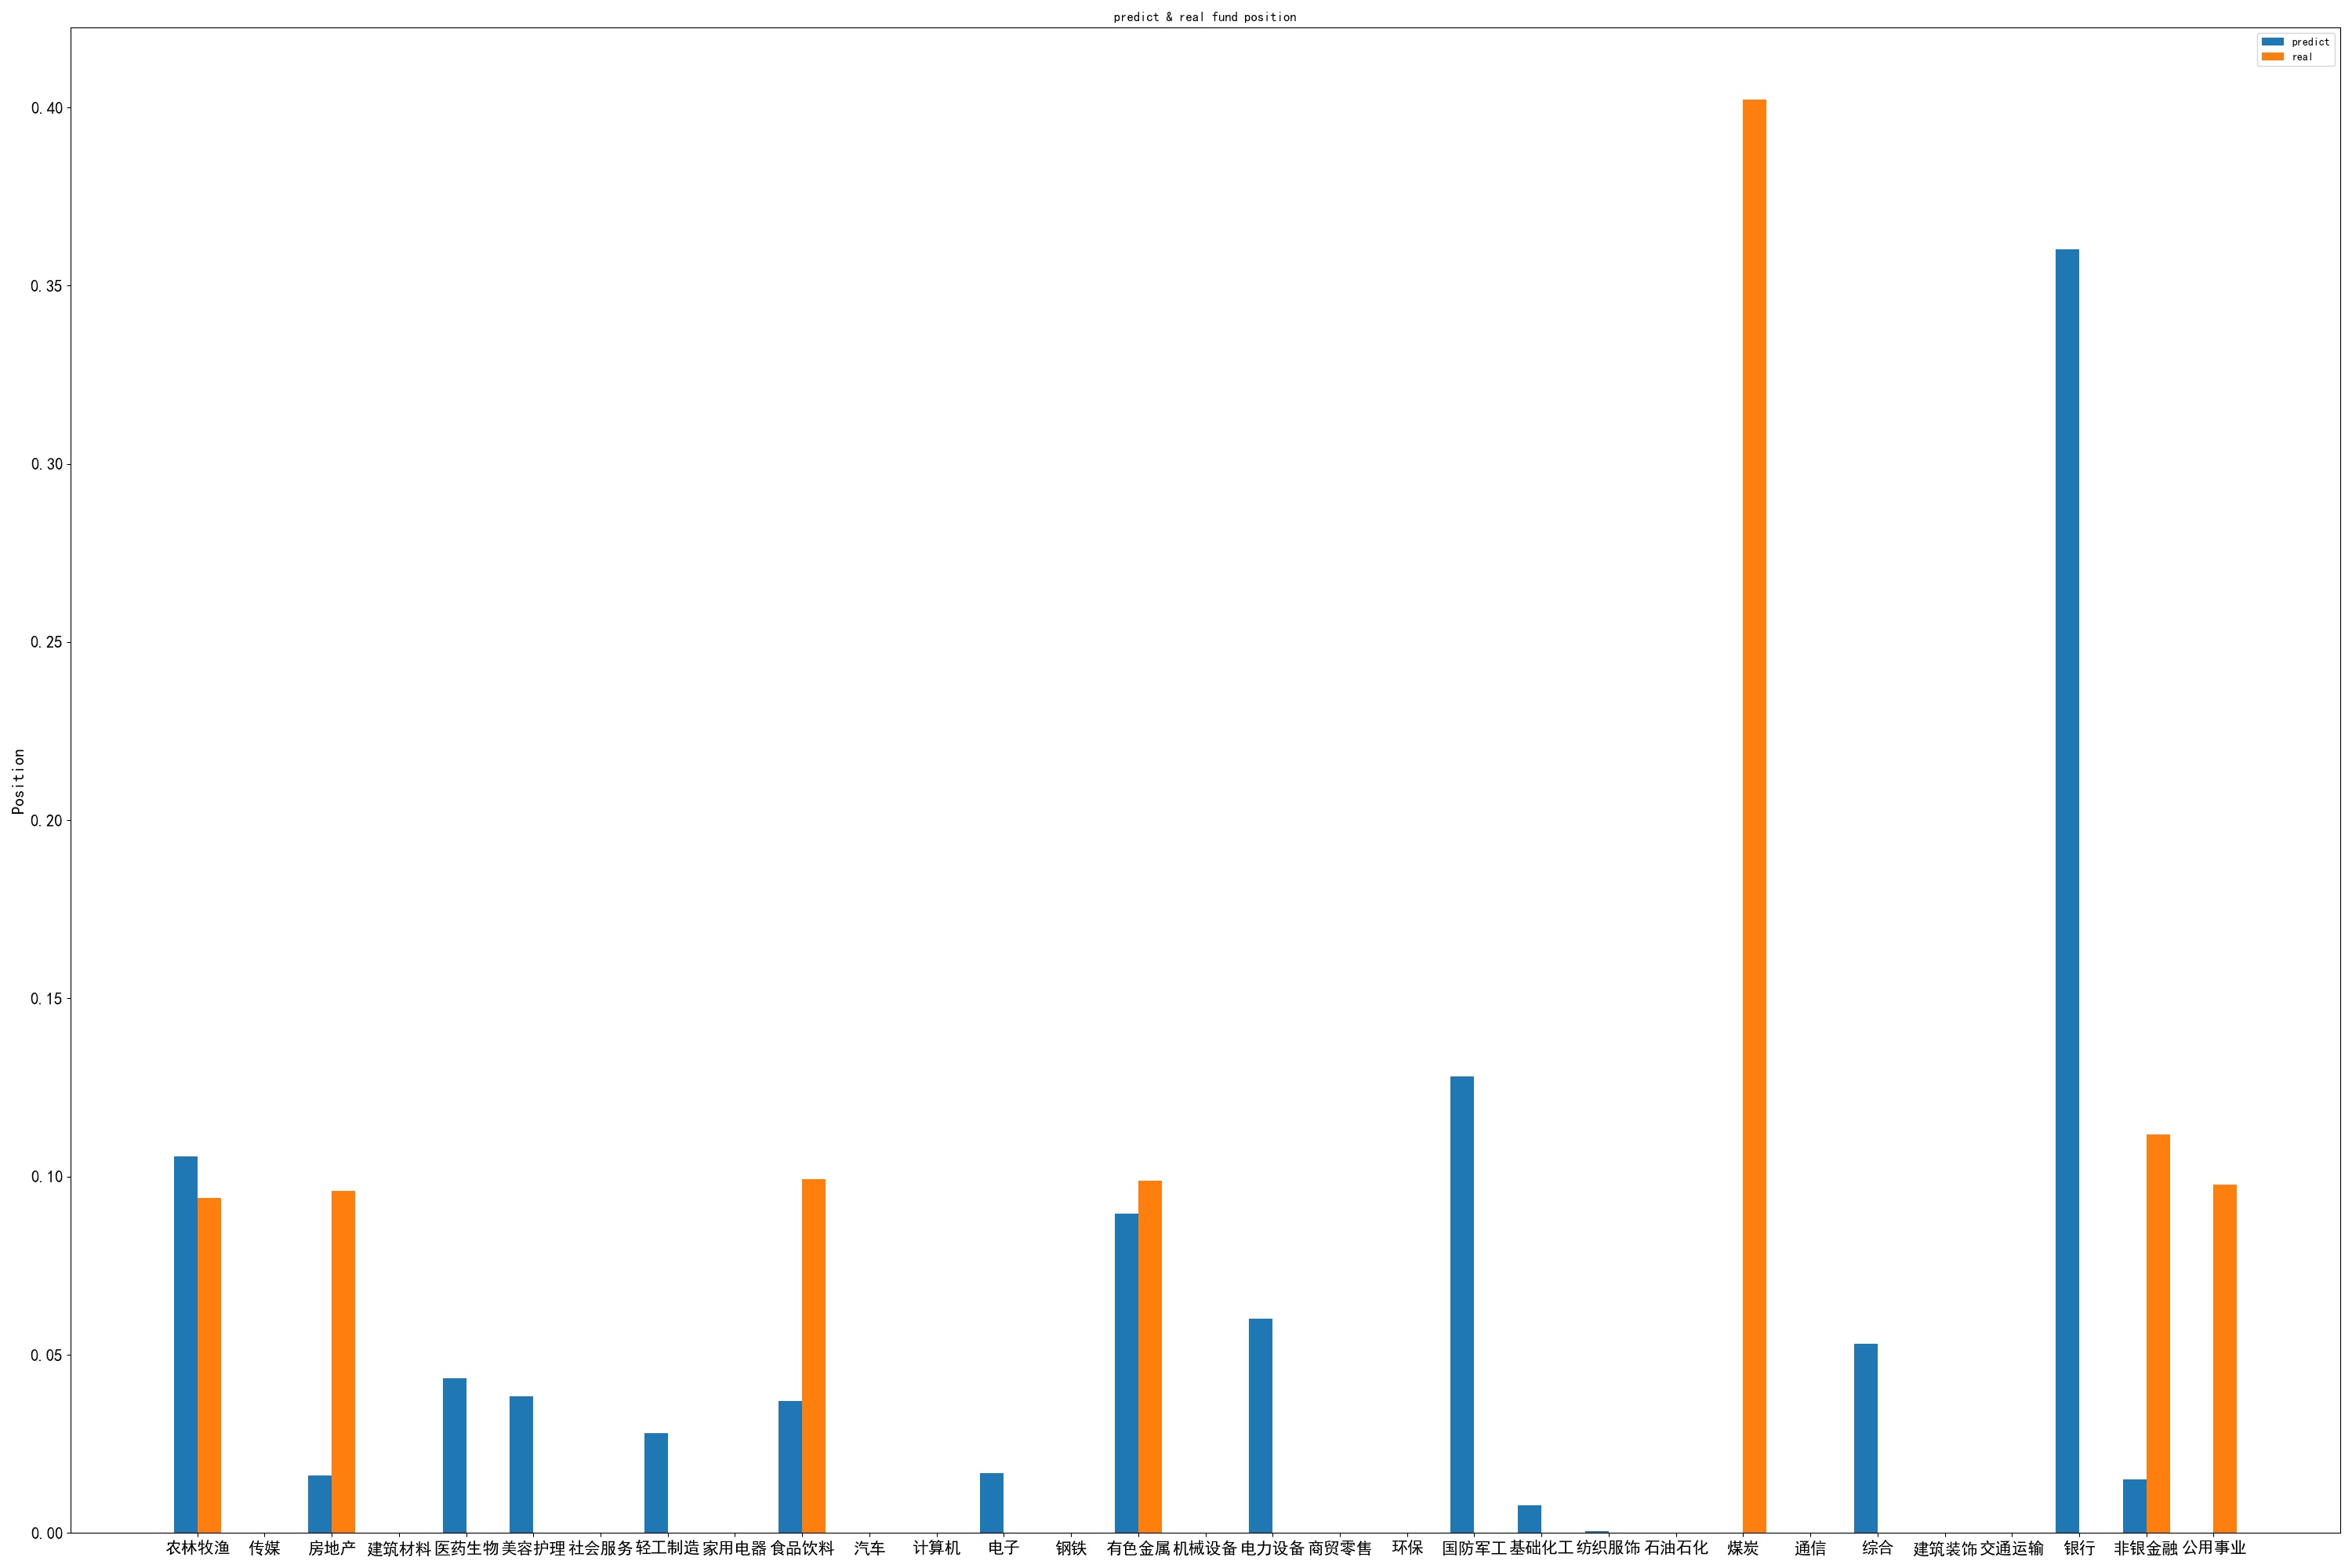 predict & real fund position
predict
real
0.40
0.35
0.30
0.25
0.20
0.15
0.10
0.05
0.00
Position
农林牧渔 传媒 房地产 建筑材料 医药生物 美容护理 社会服务 轻工制造 家用电器 食品饮料 汽车 计算机 电子 钢铁 有色金属 机械设备 电力设备 商贸零售 环保 国防军工 基础化工 纺织服饰 石油石化 煤炭 通信 综合 建筑装饰 交通运输 银行 非银金融 公用事业